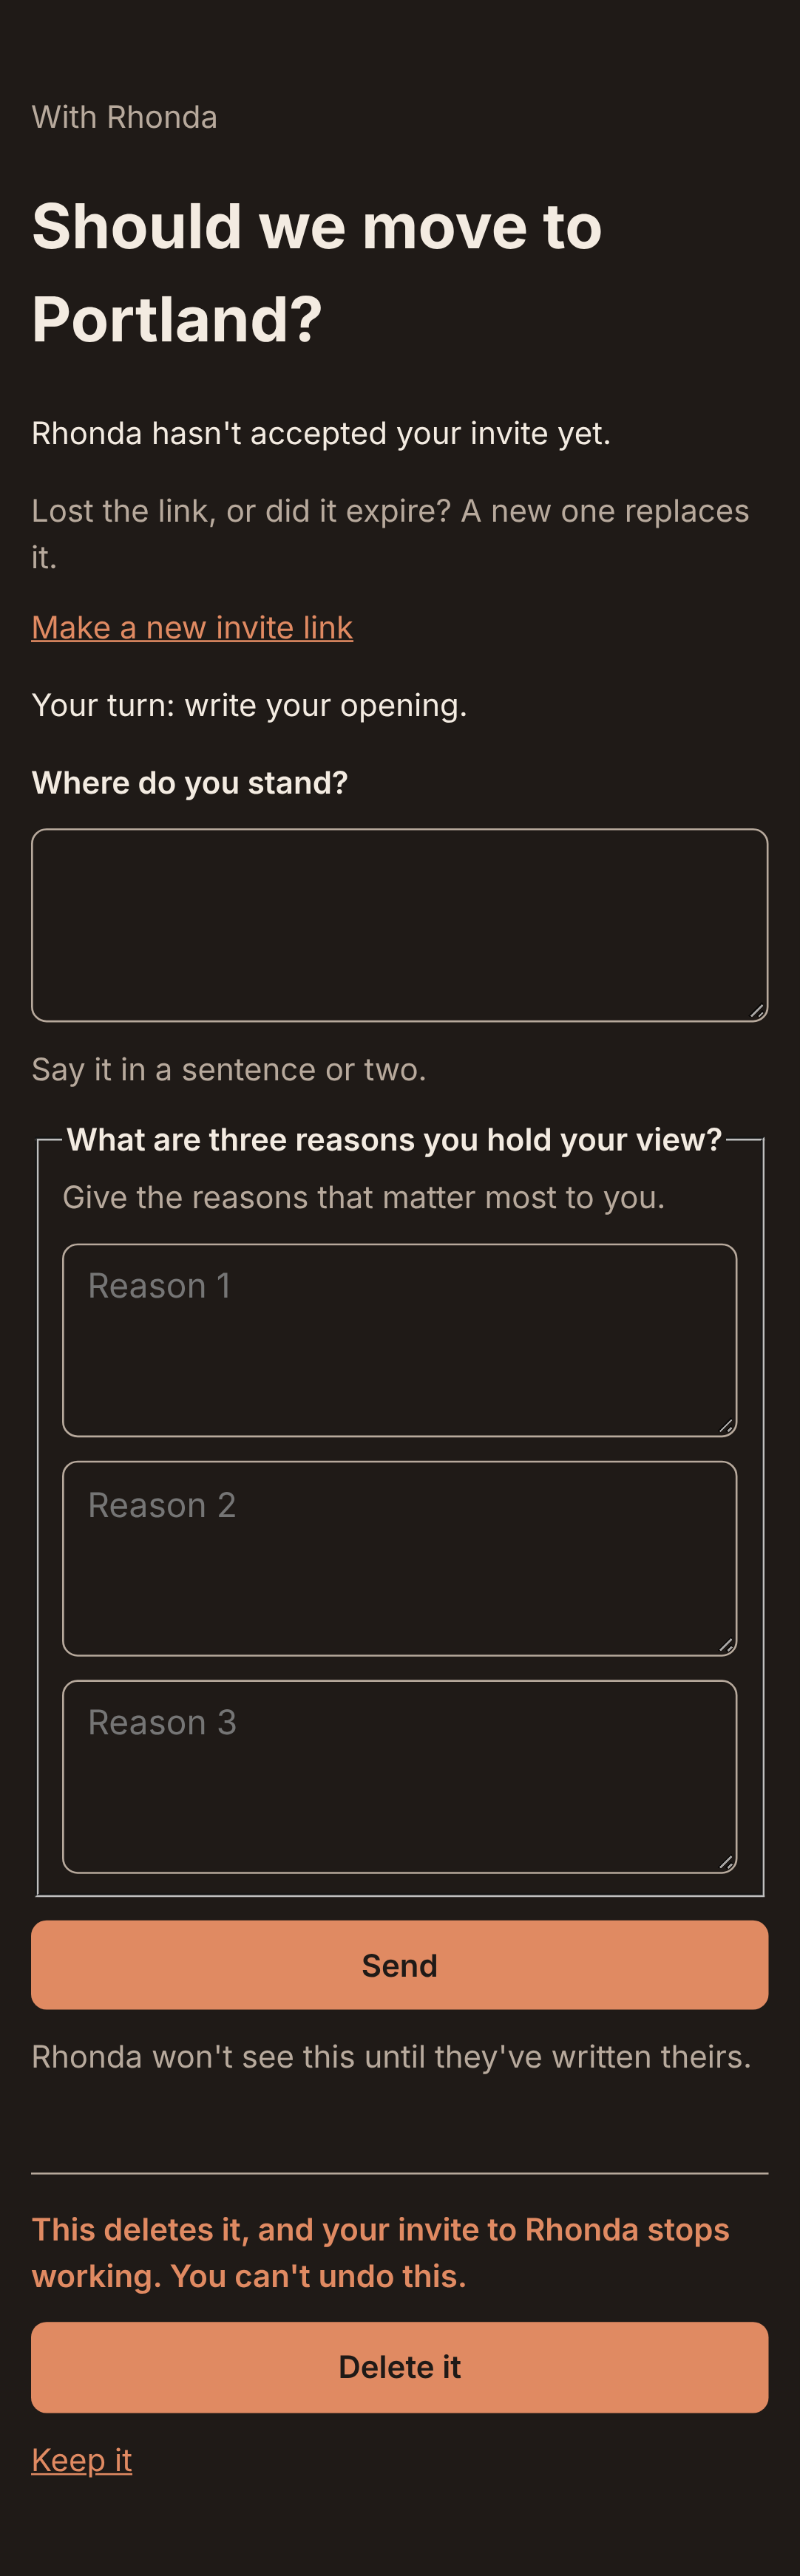 With Rhonda
Should we move to
Portland?
Rhonda hasn't accepted your invite yet.
Lost the link, or did it expire? A new one replaces
it.
Make a new invite link
Your turn: write your opening.
Where do you stand?
Say it in a sentence or two.
What are three reasons you hold your view?
Give the reasons that matter most to you.
Reason 1
Reason 2
Reason 3
Send
Rhonda won't see this until they've written theirs.
This deletes it, and your invite to Rhonda stops
working. You can't undo this.
Delete it
Keep it